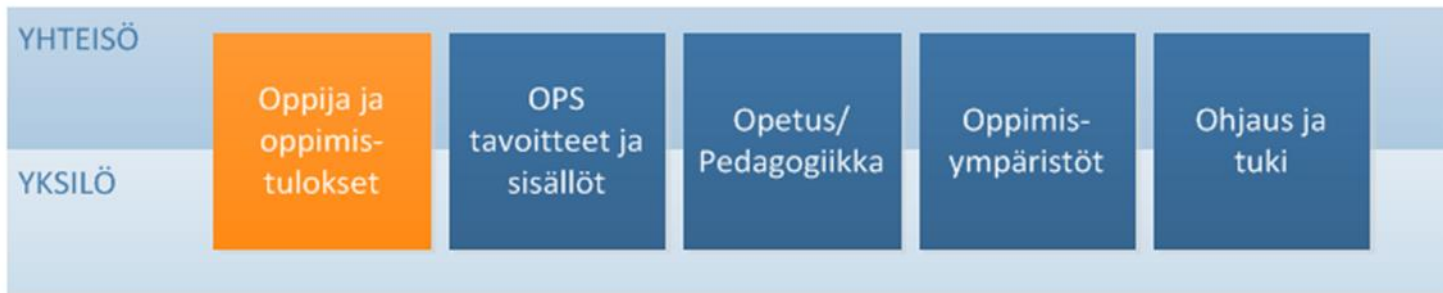 YHTEISÖ
YKSILÖ
Oppija ja
oppimis-
tulokset
OPS
tavoitteet ja
sisällöt
Opetus/
Pedagogiikka
Oppimis-
ympäristöt
Ohjaus ja
tuki